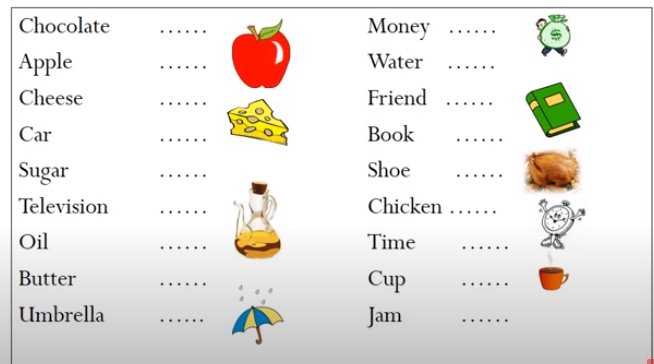 Chocolate ......
Apple ......
Cheese ......
Car ......
Sugar ......
Television ......
Oil ......
Butter ......
Umbrella ......
Money ......
Water ......
Friend ......
Book ......
Shoe ......
Chicken ......
Time ......
Cup ......
Jam ......